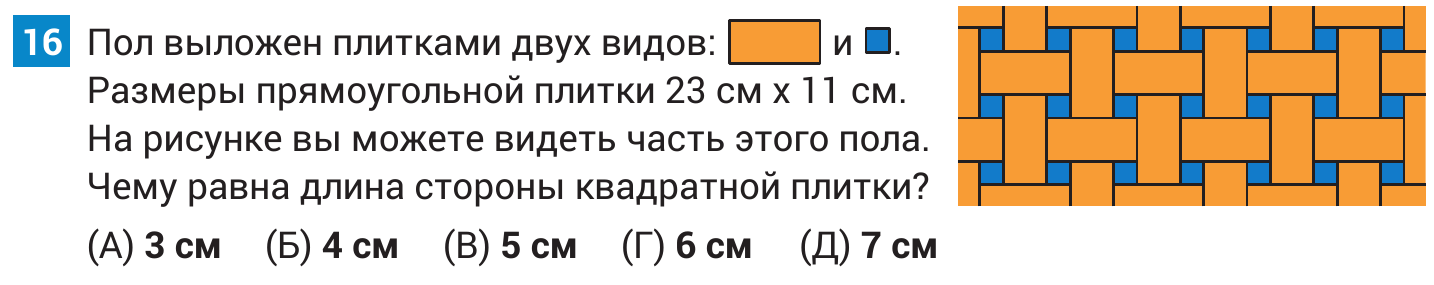 16 Пол выложен плитками двух видов: и .
Размеры прямоугольной плитки 23 см х 11 см.
На рисунке вы можете видеть часть этого пола.
Чему равна длина стороны квадратной плитки?
(А) 3 см (Б) 4 см (В) 5 см (Г) 6 см (Д) 7 см